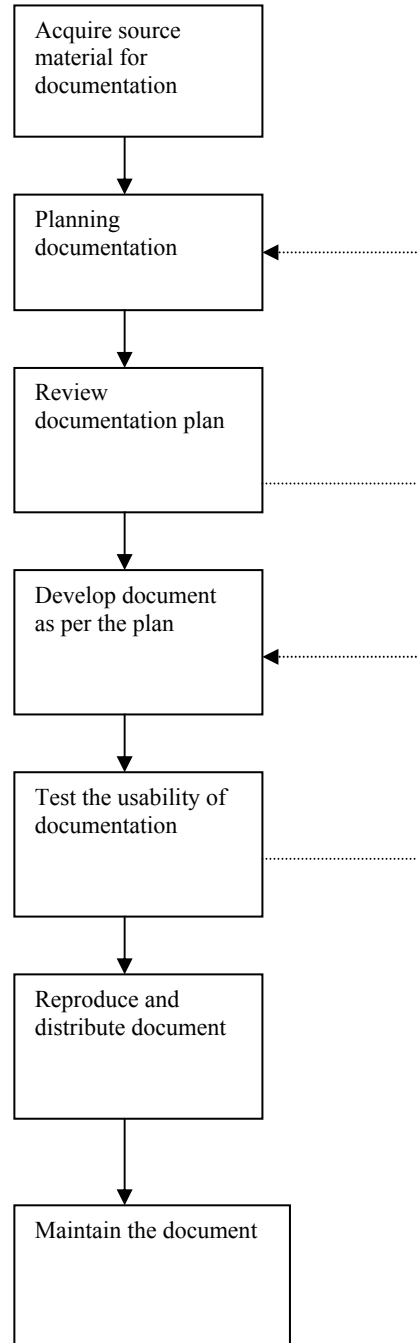 Acquire source
material for
documentation
Planning
documentation
Review
documentation plan
Develop document
as per the plan
Test the usability of
documentation
Reproduce and
distribute document
Maintain the document